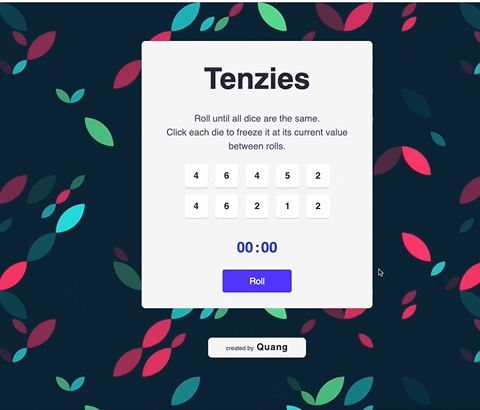 Tenzies
Roll until all dice are the same.
Click each die to freeze it at its current value
between rolls.
4 6 4 5 2
4 6 2 1 2
00:00
Roll
created by Quang